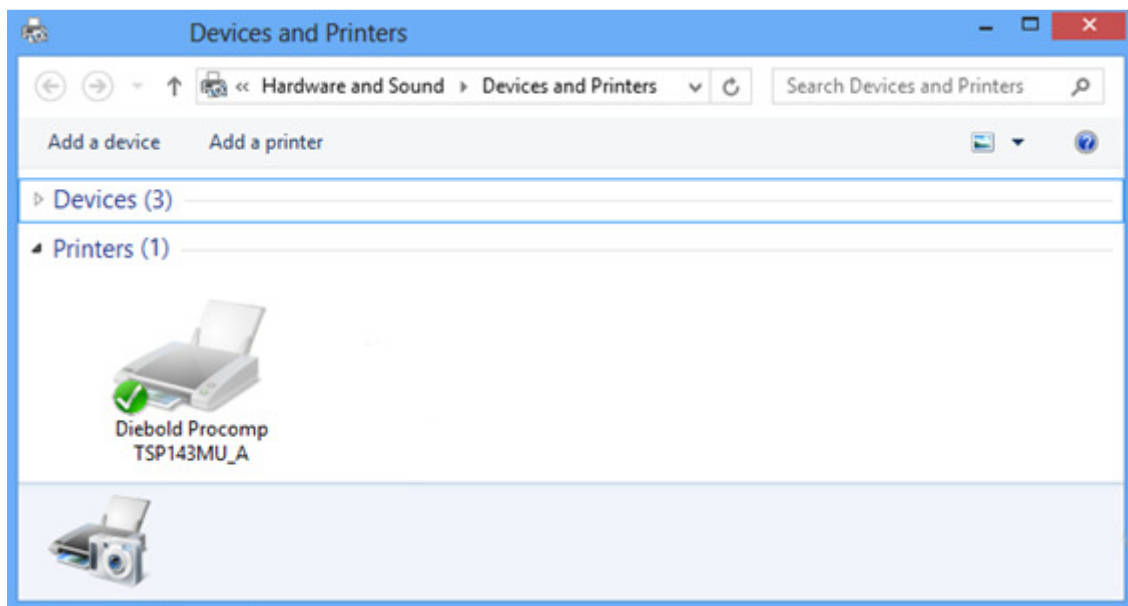 Devices and Printers
« Hardware and Sound Devices and Printers Search Devices and Printers
Add a device Add a printer
Devices (3)
Printers (1)
Diebold Procomp
TSP143MU_A